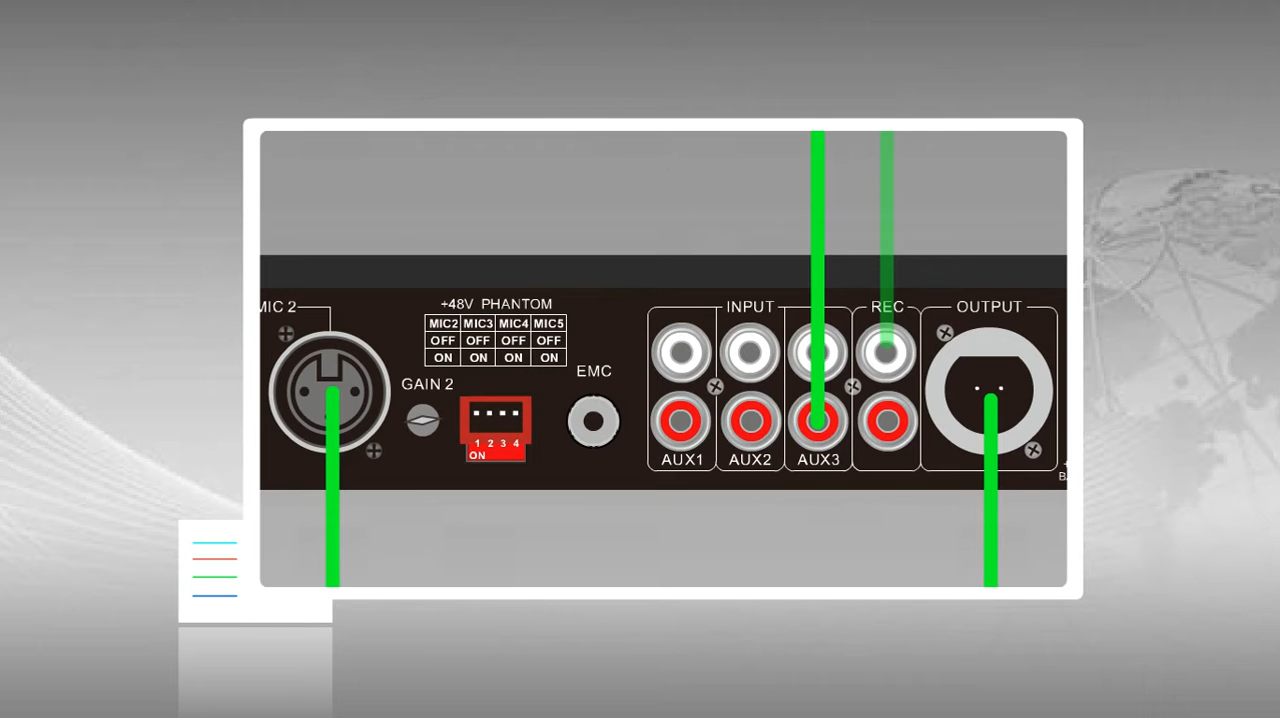 MIC 2
+48V PHANTOM
MIC2 MIC3 MIC4 MIC5
OFF OFF OFF OFF
ON ON ON ON
GAIN 2
1 2 3 4
ON
EMC
INPUT
REC
OUTPUT
AUX1 AUX2 AUX3